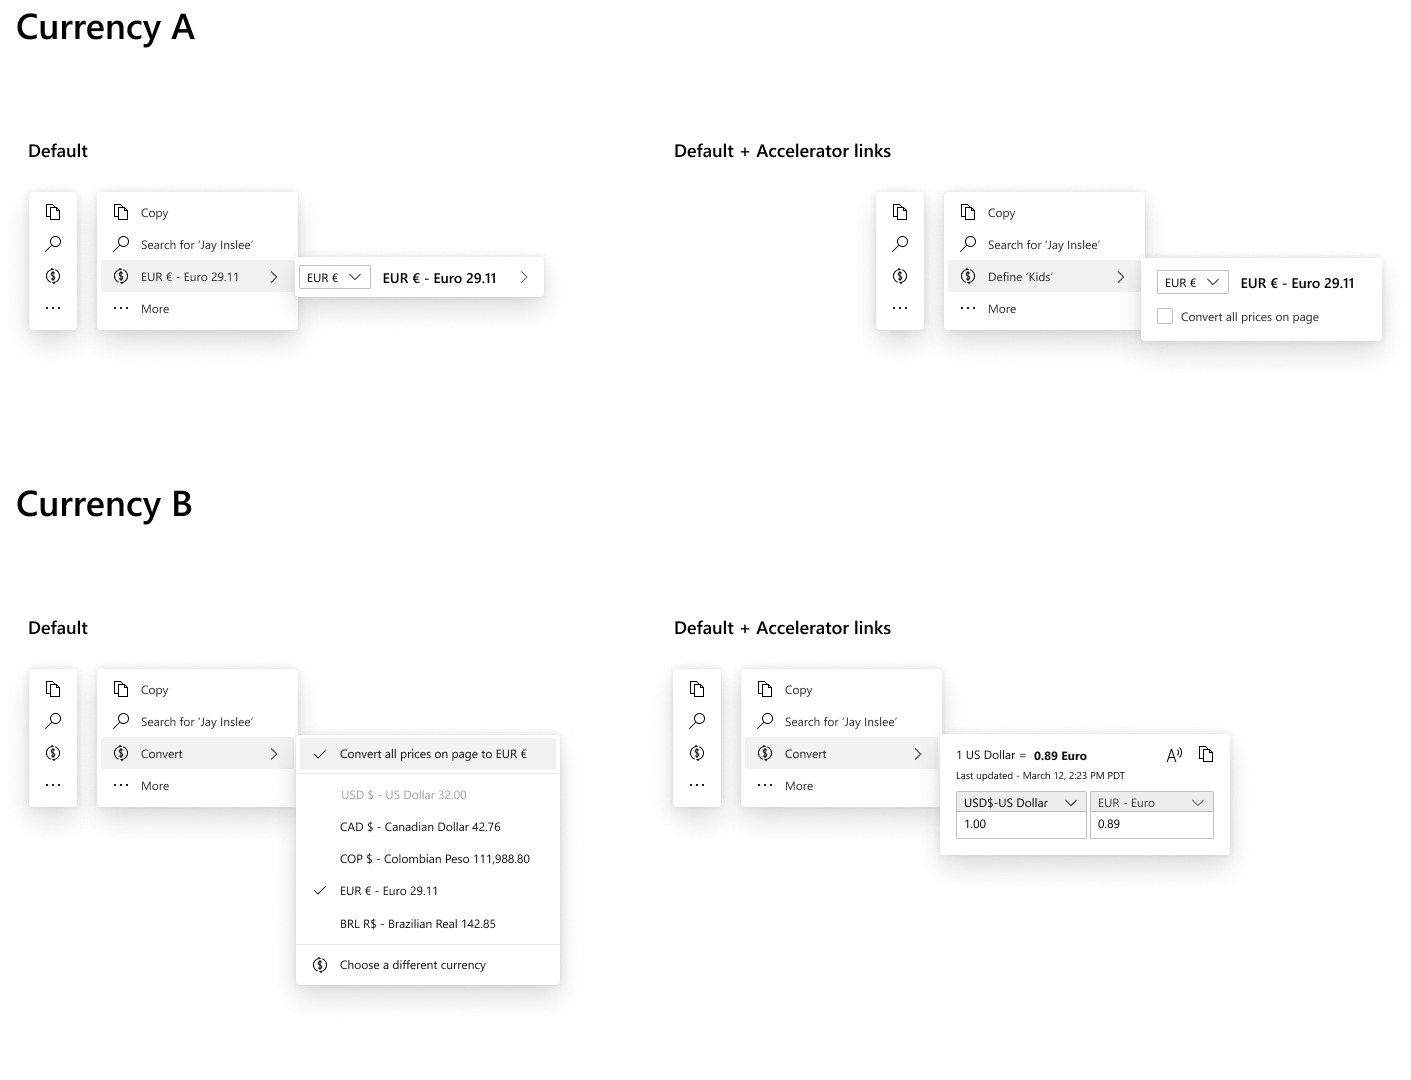 Currency A
Default
Copy
Search for 'Jay Inslee'
EUR € - Euro 29.11
More
EUR €
EUR € - Euro 29.11
Default + Accelerator links
Copy
Search for 'Jay Inslee'
Define 'Kids'
More
EUR €
EUR € - Euro 29.11
Convert all prices on page
Currency B
Default
Copy
Search for 'Jay Inslee'
Convert
More
Convert all prices on page to EUR €
USD $ - US Dollar 32.00
CAD $ - Canadian Dollar 42.76
COP $ - Colombian Peso 111,988.80
EUR € - Euro 29.11
BRL R$ - Brazilian Real 142.85
Choose a different currency
Default + Accelerator links
Copy
Search for 'Jay Inslee'
Convert
More
1 US Dollar = 0.89 Euro
Last updated - March 12, 2:23 PM PDT
USD$-US Dollar
EUR - Euro
1.00
0.89